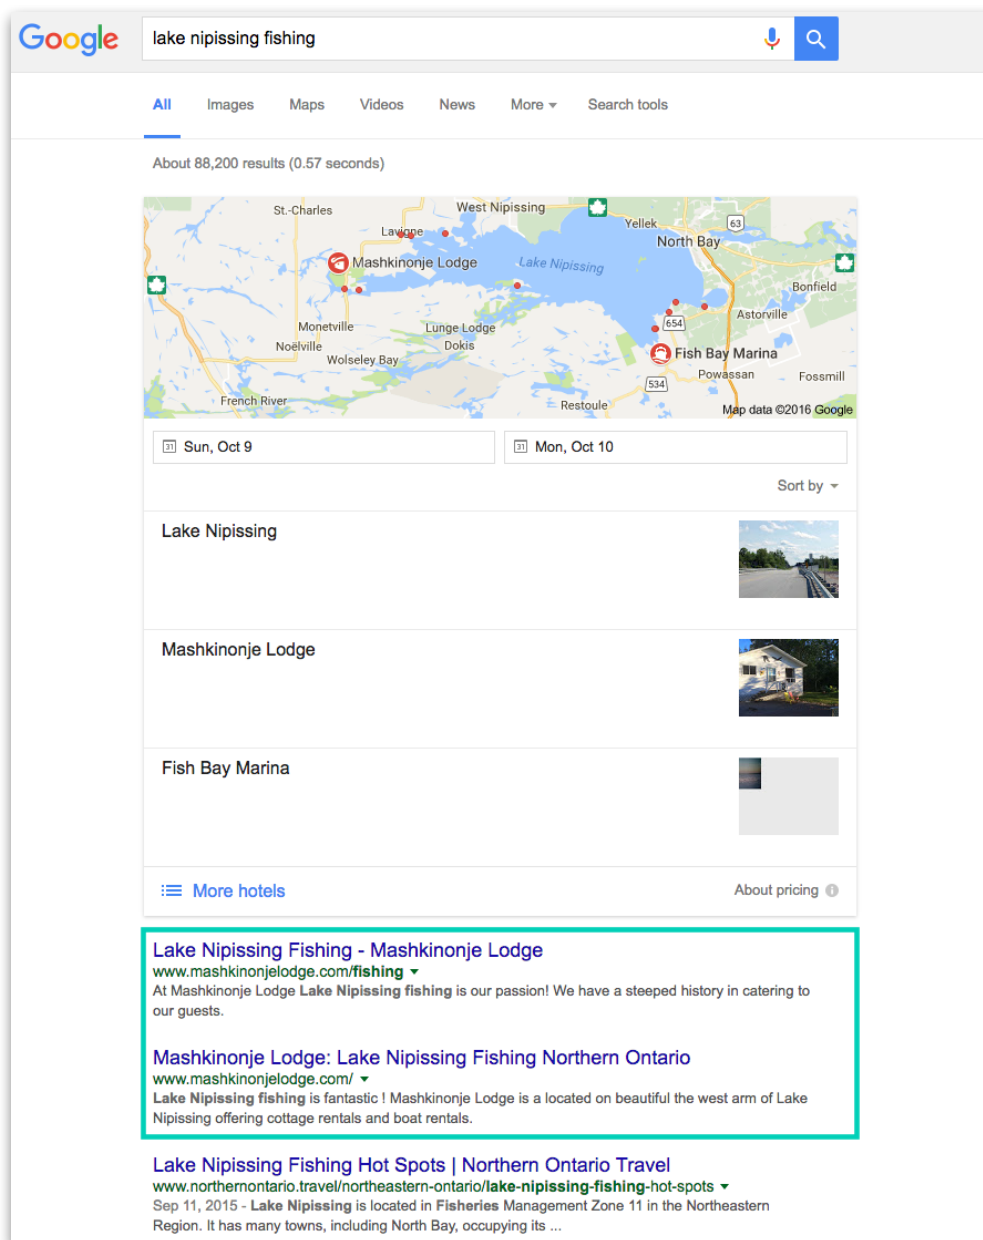 Google
lake nipissing fishing
All Images Maps Videos News More Search tools
About 88,200 results (0.57 seconds)
St.-Charles
West Nipissing
Lavigne
Yellek
63
North Bay
Mashkinonje Lodge
Lake Nipissing
Bonfield
Astorville
Monetville
Lunge Lodge
654
Noëlville
Dokis
Wolseley Bay
Fish Bay Marina
Powassan
Fossmill
534
French River
Restoule
Map data ©2016 Google
31 Sun, Oct 9
31 Mon, Oct 10
Sort by
Lake Nipissing
Mashkinonje Lodge
Fish Bay Marina
More hotels
About pricing
Lake Nipissing Fishing - Mashkinonje Lodge
www.mashkinonjelodge.com/fishing
At Mashkinonje Lodge Lake Nipissing fishing is our passion! We have a steeped history in catering to
our guests.
Mashkinonje Lodge: Lake Nipissing Fishing Northern Ontario
www.mashkinonjelodge.com/
Lake Nipissing fishing is fantastic ! Mashkinonje Lodge is a located on beautiful the west arm of Lake
Nipissing offering cottage rentals and boat rentals.
Lake Nipissing Fishing Hot Spots | Northern Ontario Travel
www.northernontario.travel/northeastern-ontario/lake-nipissing-fishing-hot-spots
Sep 11, 2015 - Lake Nipissing is located in Fisheries Management Zone 11 in the Northeastern
Region. It has many towns, including North Bay, occupying its ...